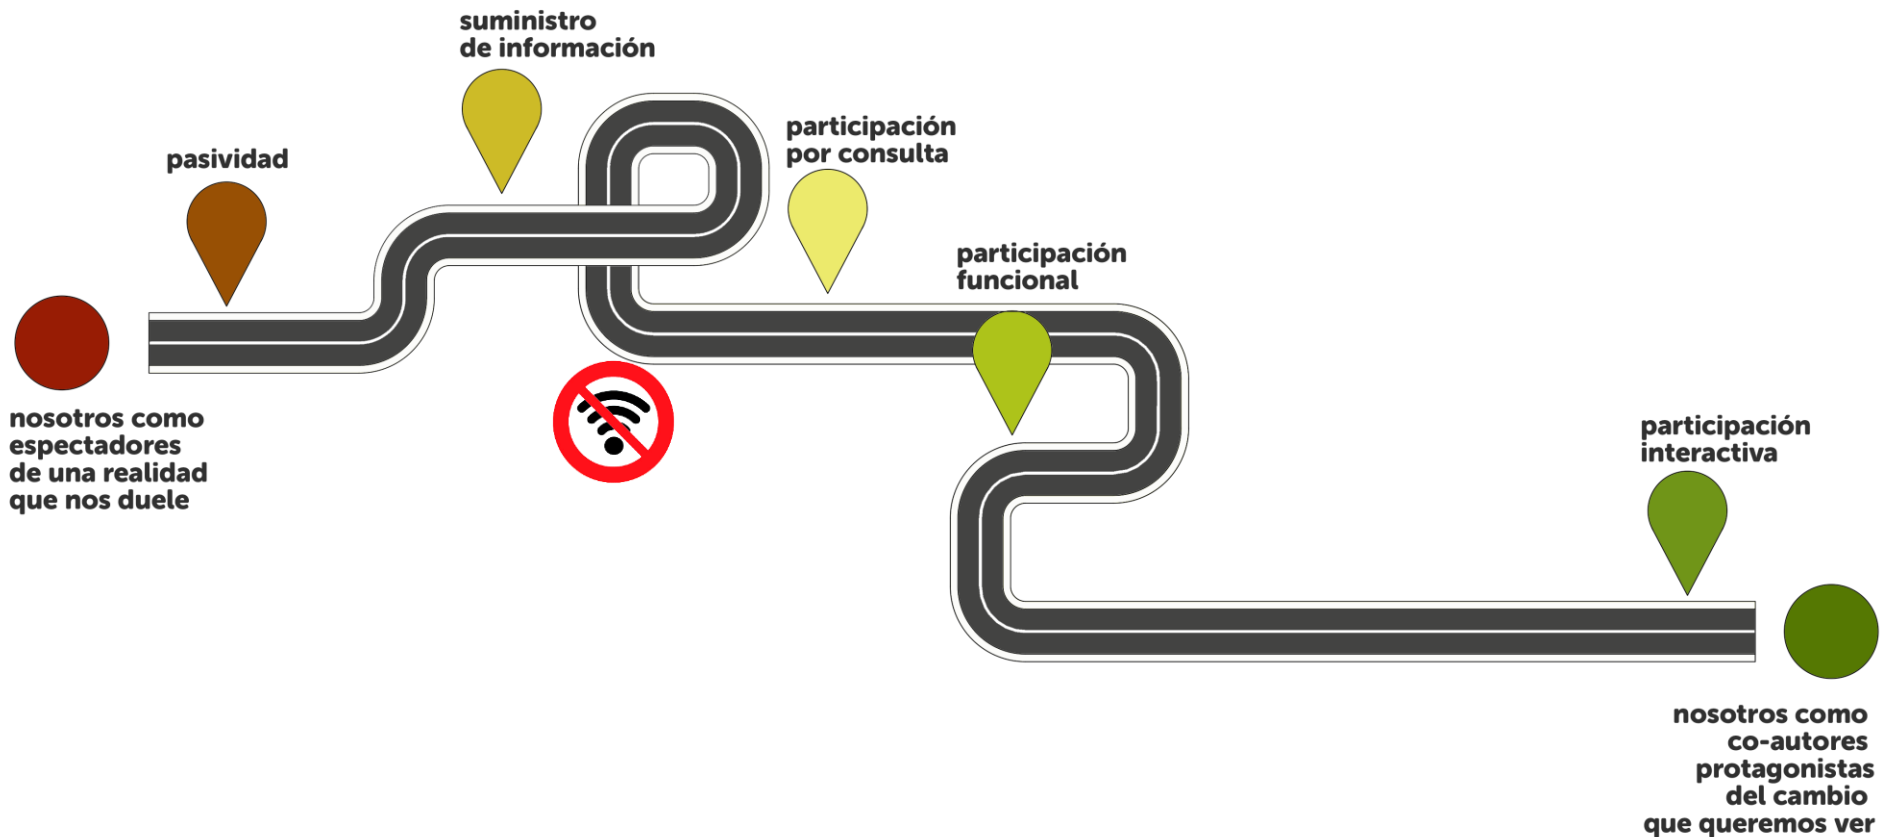 suministro
de información
participación
por consulta
pasividad
participación
funcional
nosotros como
espectadores
de una realidad
que nos duele
participación
interactiva
nosotros como
co-autores
protagonistas
del cambio
que queremos ver